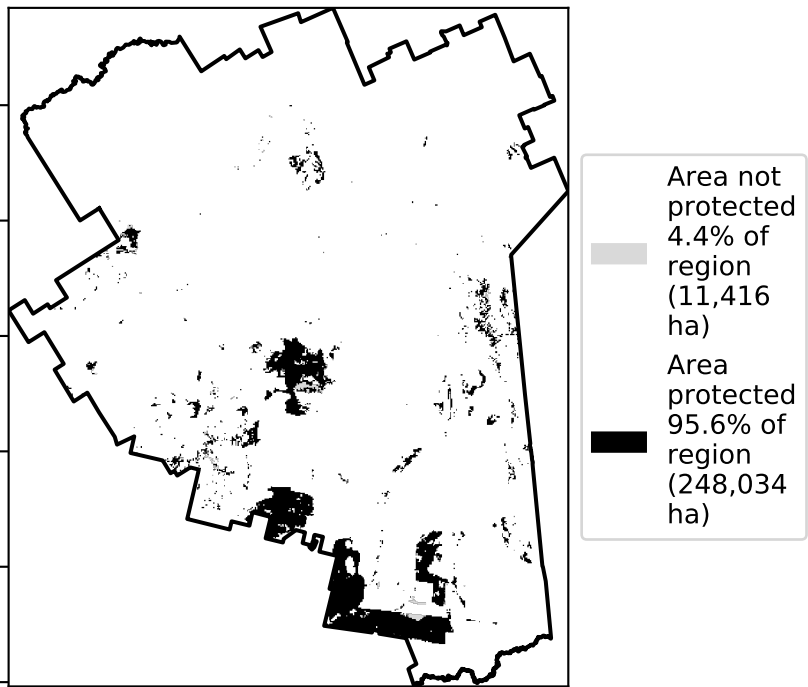 Area not
protected
4.4% of
region
(11,416
ha)
Area
protected
95.6% of
region
(248,034
ha)